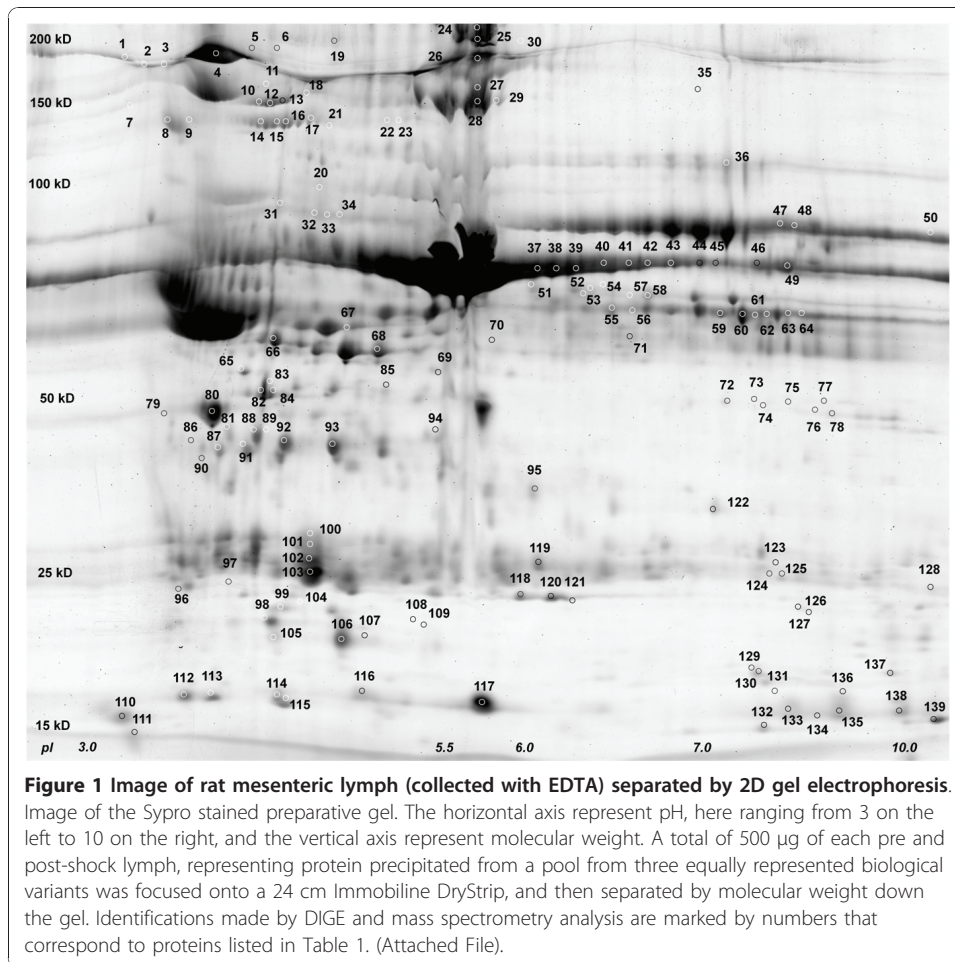 24 25
200 kD 1 2 3 5 6 19 30
4 26 35
11 18 27
10 12 13 29
150 kD
7 16 21 28
8 9 14 15 17 22 23
36
100 kD 20
31 34 47 48
32 33 50
37 38 39 40 41 42 43 44 45 46
49
52 54 57 58
51 53 61
67 55 56 59 60 62 63 64
68 70
65 66 69 71
83 85
50 kD 80 82 84 72 73 75 77
79 74 76 78
81 88 89 94
86 87 92 93
90 91
95
122
100
101 119 123
97 102
25 kD 103 124 125 128
96 99 104 118 120 121
98 108 126
107 109 127
105 106
129 137
112 113 114 116 130 131 136
110 115 117 138
15 kD 111 132 133 134 135 139
pI 3.0 5.5 6.0 7.0 10.0
Figure 1 Image of rat mesenteric lymph (collected with EDTA) separated by 2D gel electrophoresis.
Image of the Sypro stained preparative gel. The horizontal axis represent pH, here ranging from 3 on the
left to 10 on the right, and the vertical axis represent molecular weight. A total of 500 μg of each pre and
post-shock lymph, representing protein precipitated from a pool from three equally represented biological
variants was focused onto a 24 cm Immobiline DryStrip, and then separated by molecular weight down
the gel. Identifications made by DIGE and mass spectrometry analysis are marked by numbers that
correspond to proteins listed in Table 1. (Attached File).